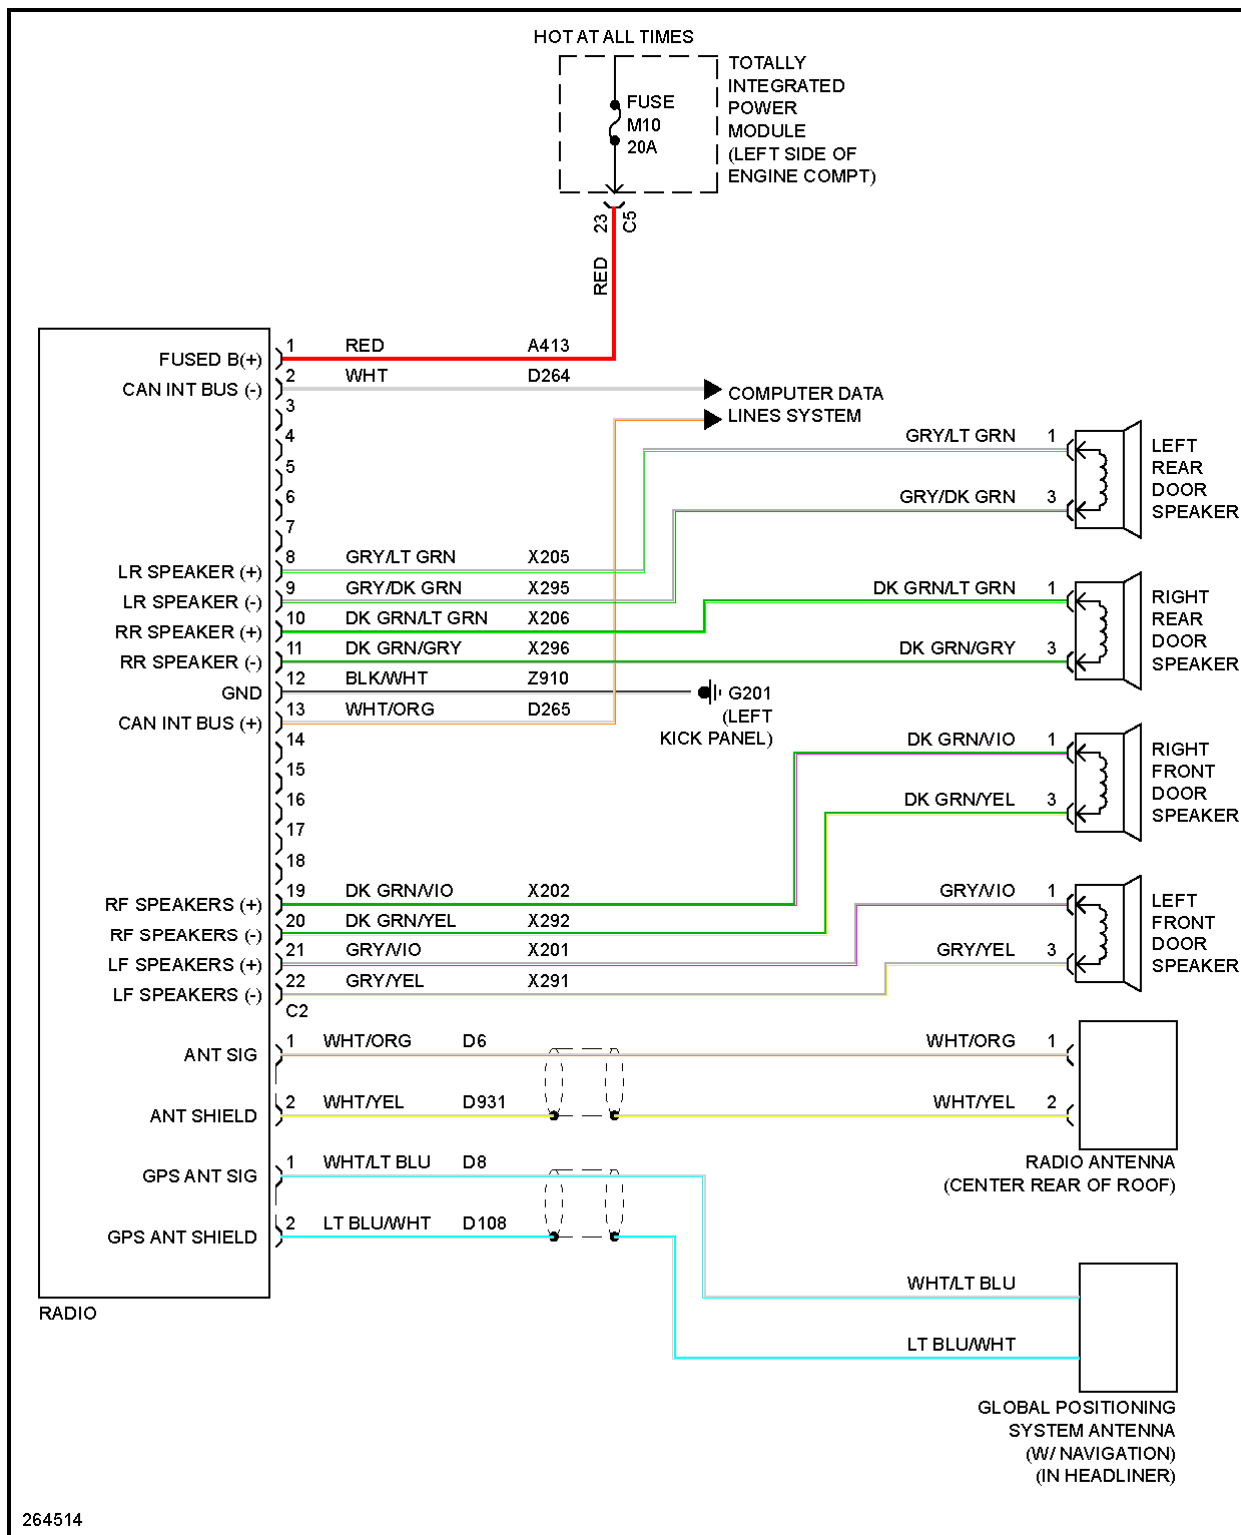 HOT AT ALL TIMES
TOTALLY
INTEGRATED
POWER
MODULE
(LEFT SIDE OF
ENGINE COMPT)
FUSE
M10
20A
23
C5
RED
FUSED B(+)
1
RED
A413
CAN INT BUS (-)
2
WHT
D264
COMPUTER DATA
LINES SYSTEM
3
4
5
6
7
LR SPEAKER (+)
8
GRY/LT GRN
X205
LR SPEAKER (-)
9
GRY/DK GRN
X295
RR SPEAKER (+)
10
DK GRN/LT GRN
X206
RR SPEAKER (-)
11
DK GRN/GRY
X296
GND
12
BLK/WHT
Z910
G201
(LEFT
KICK PANEL)
CAN INT BUS (+)
13
WHT/ORG
D265
14
15
16
17
18
RF SPEAKERS (+)
19
DK GRN/VIO
X202
RF SPEAKERS (-)
20
DK GRN/YEL
X292
LF SPEAKERS (+)
21
GRY/VIO
X201
LF SPEAKERS (-)
22
GRY/YEL
X291
C2
GRY/LT GRN
1
GRY/DK GRN
3
LEFT
REAR
DOOR
SPEAKER
DK GRN/LT GRN
1
DK GRN/GRY
3
RIGHT
REAR
DOOR
SPEAKER
DK GRN/VIO
1
DK GRN/YEL
3
RIGHT
FRONT
DOOR
SPEAKER
GRY/VIO
1
GRY/YEL
3
LEFT
FRONT
DOOR
SPEAKER
ANT SIG
1
WHT/ORG
D6
WHT/ORG
1
ANT SHIELD
2
WHT/YEL
D931
WHT/YEL
2
RADIO ANTENNA
(CENTER REAR OF ROOF)
GPS ANT SIG
1
WHT/LT BLU
D8
GPS ANT SHIELD
2
LT BLU/WHT
D108
WHT/LT BLU
LT BLU/WHT
RADIO
GLOBAL POSITIONING
SYSTEM ANTENNA
(W/ NAVIGATION)
(IN HEADLINER)
264514